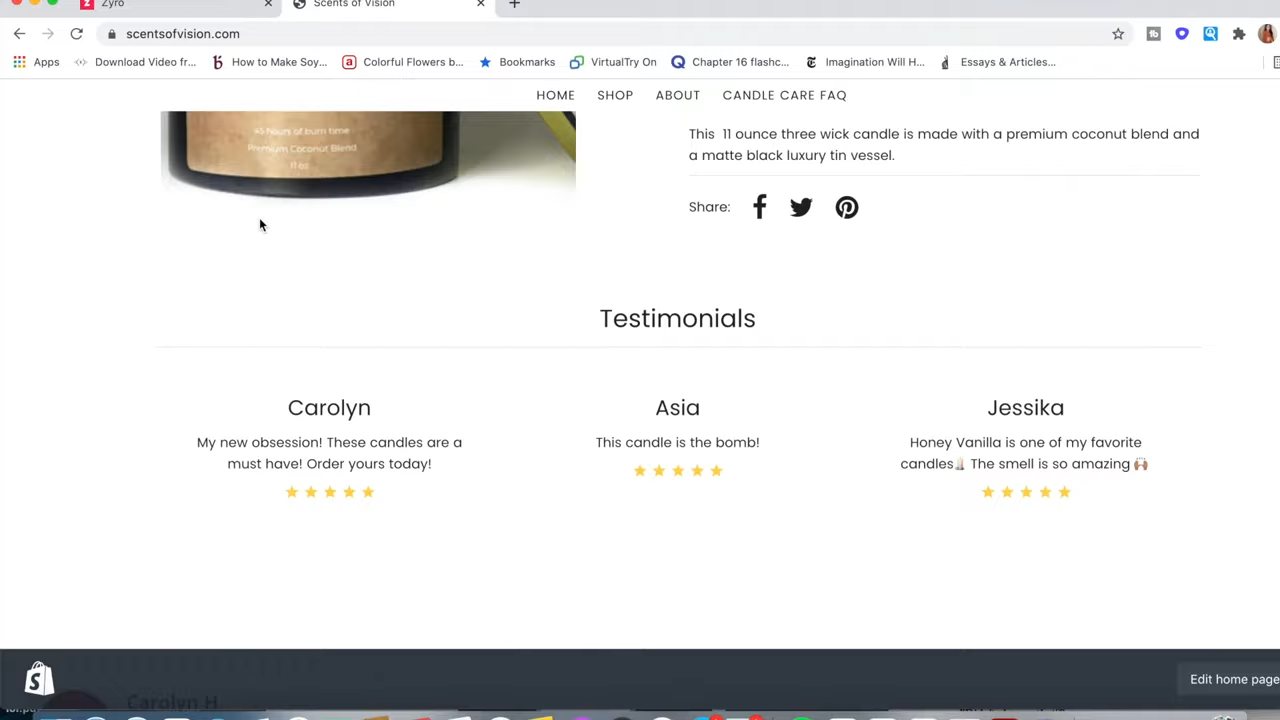 Zyro
Scents of Vision
scentsofvision.com
Apps Download Video fr... How to Make Soy... Colorful Flowers b... Bookmarks VirtualTry On Chapter 16 flashc... Imagination Will H... Essays & Articles...
HOME SHOP ABOUT CANDLE CARE FAQ
45 Hours of burn time
Premium Coconut Blend
11 oz
This 11 ounce three wick candle is made with a premium coconut blend and
a matte black luxury tin vessel.
Share:
Testimonials
Carolyn
My new obsession! These candles are a
must have! Order yours today!
Asia
This candle is the bomb!
Jessika
Honey Vanilla is one of my favorite
candles🕯️ The smell is so amazing 🙌🏽
Edit home page
Carolyn H